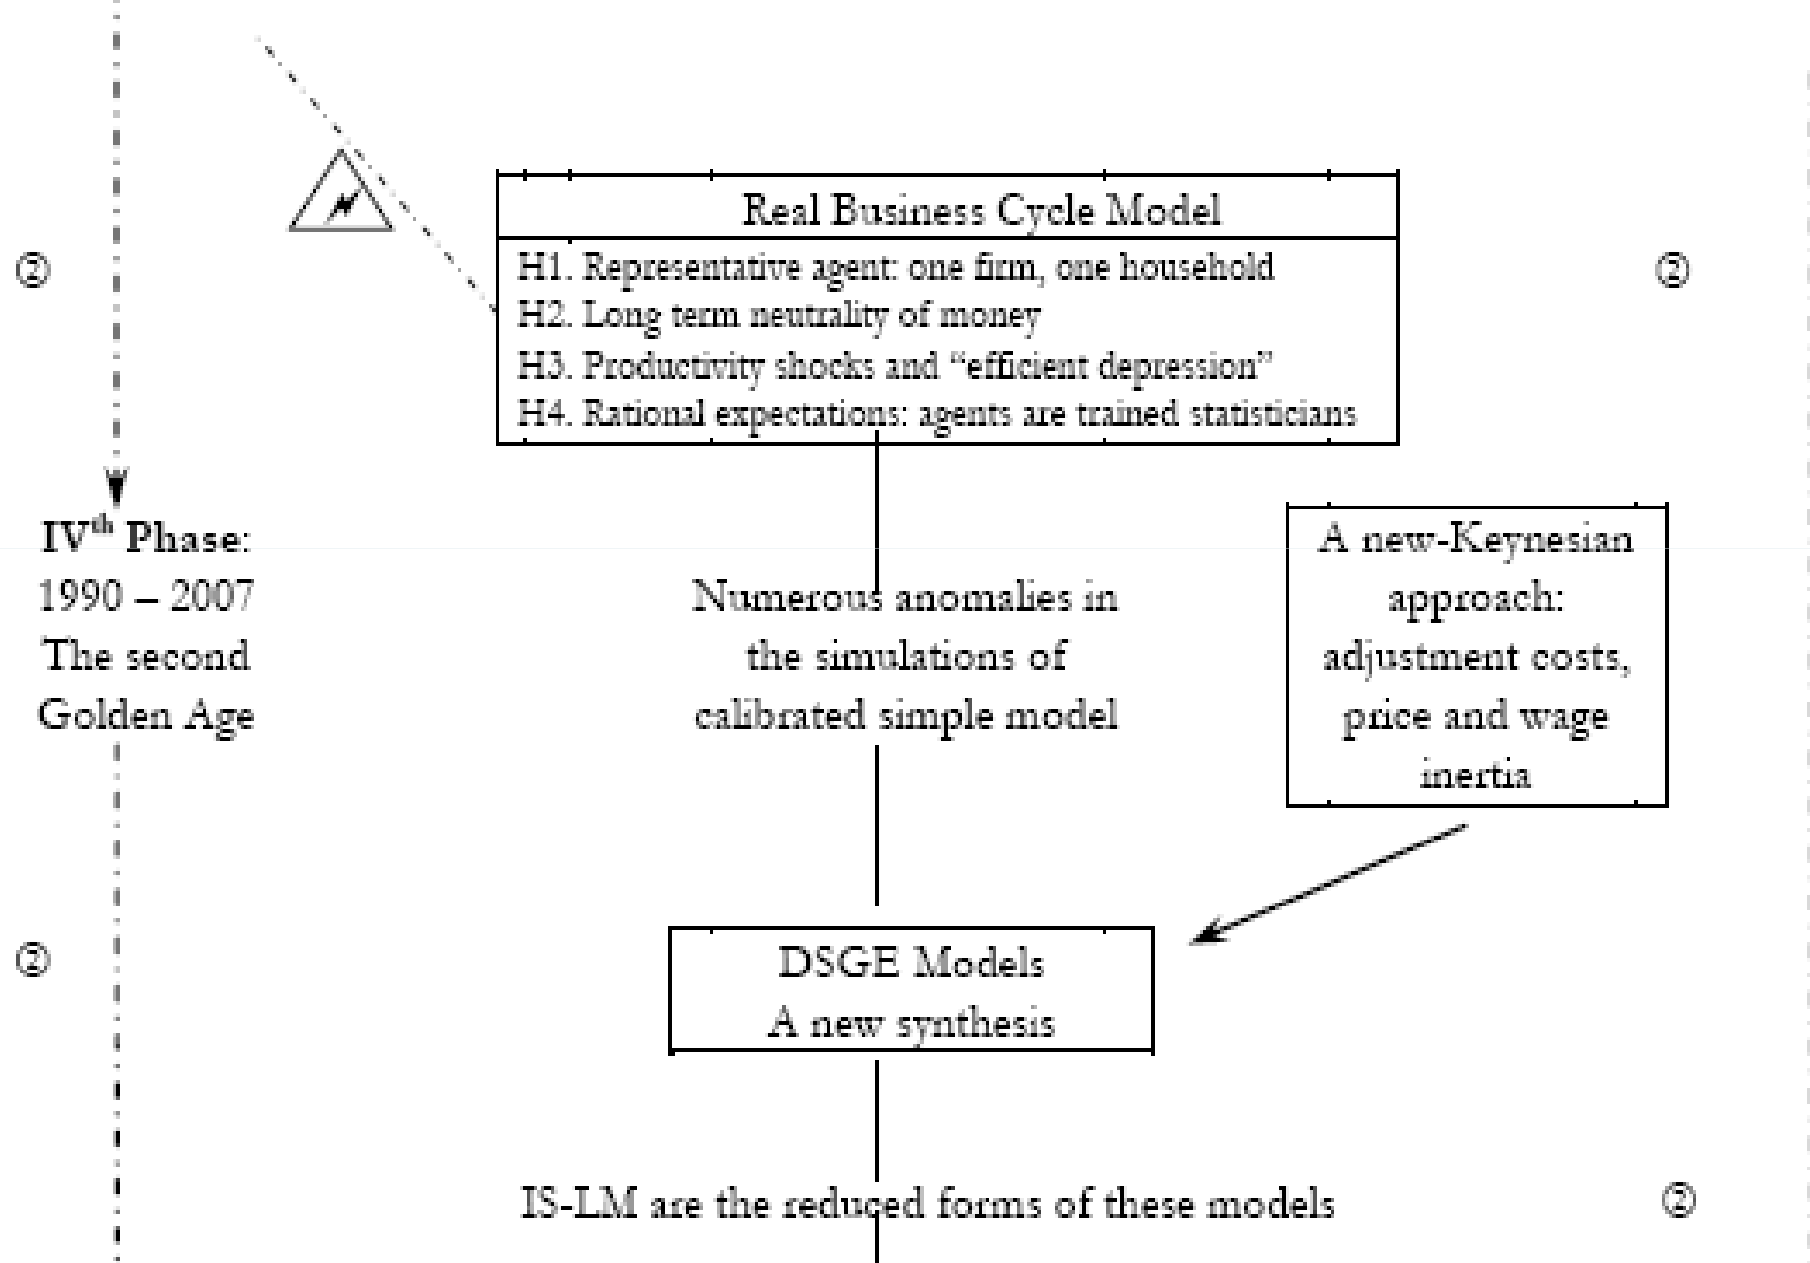 Real Business Cycle Model
②
H1. Representative agent: one firm, one household
②
H2. Long term neutrality of money
H3. Productivity shocks and “efficient depression”
H4. Rational expectations: agents are trained statisticians
IVth Phase:
1990 – 2007
The second
Golden Age
Numerous anomalies in
the simulations of
calibrated simple model
A new-Keynesian
approach:
adjustment costs,
price and wage
inertia
②
DSGE Models
A new synthesis
IS-LM are the reduced forms of these models
②